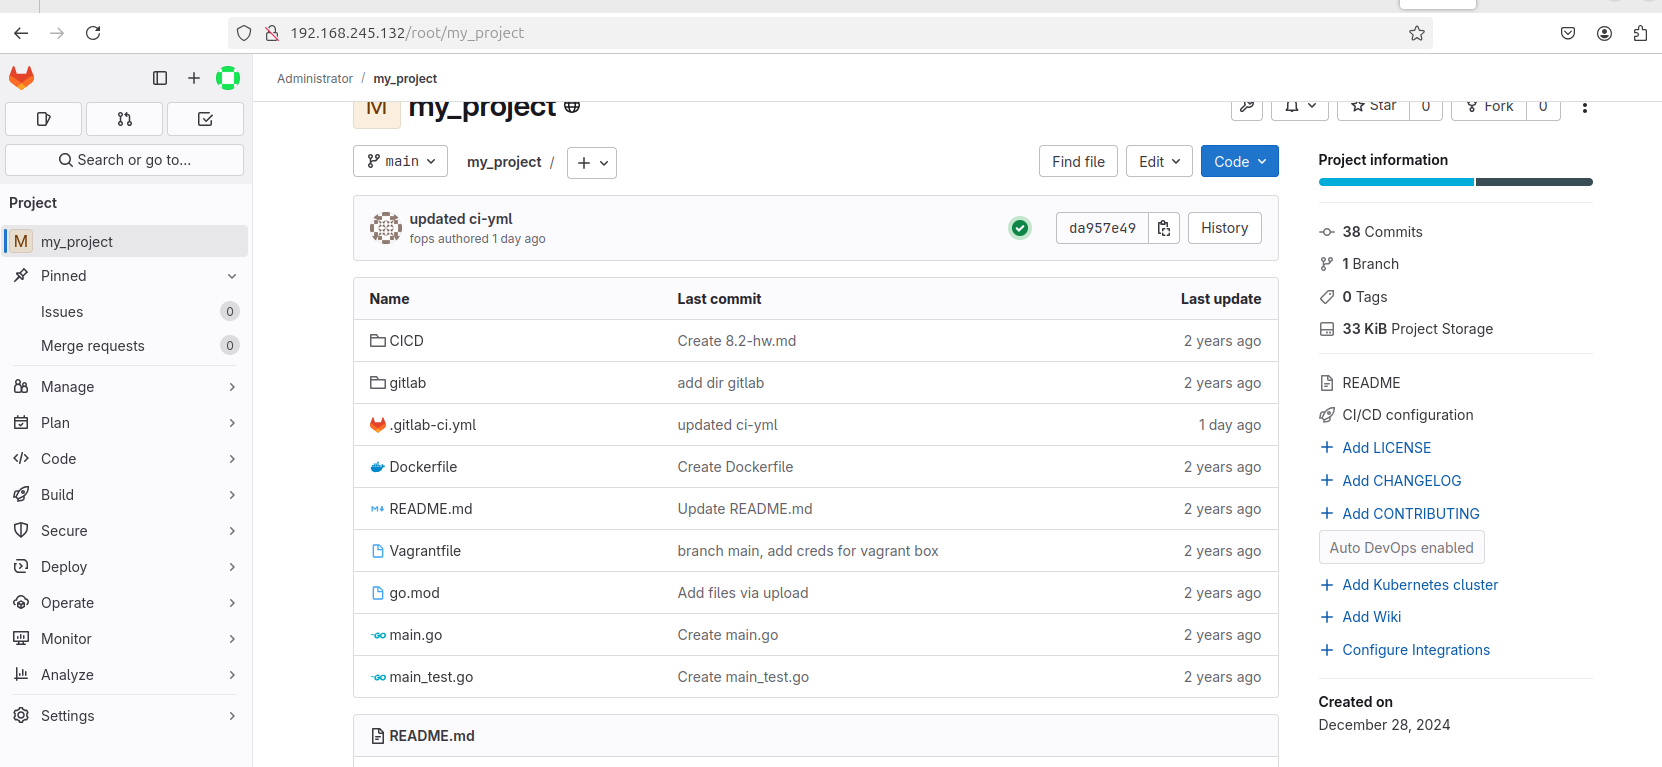 192.168.245.132/root/my_project
Administrator / my_project
M my_project
Star 0 Fork 0
Search or go to...
Project
M my_project
Pinned
Issues 0
Merge requests 0
Manage
Plan
Code
Build
Secure
Deploy
Operate
Monitor
Analyze
Settings
main my_project / Find file Edit Code
updated ci-yml
fops authored 1 day ago
da957e49 History
Name Last commit Last update
CICD Create 8.2-hw.md 2 years ago
gitlab add dir gitlab 2 years ago
.gitlab-ci.yml updated ci-yml 1 day ago
Dockerfile Create Dockerfile 2 years ago
README.md Update README.md 2 years ago
Vagrantfile branch main, add creds for vagrant box 2 years ago
go.mod Add files via upload 2 years ago
main.go Create main.go 2 years ago
main_test.go Create main_test.go 2 years ago
README.md
Project information
38 Commits
1 Branch
0 Tags
33 KiB Project Storage
README
CI/CD configuration
Add LICENSE
Add CHANGELOG
Add CONTRIBUTING
Auto DevOps enabled
Add Kubernetes cluster
Add Wiki
Configure Integrations
Created on
December 28, 2024